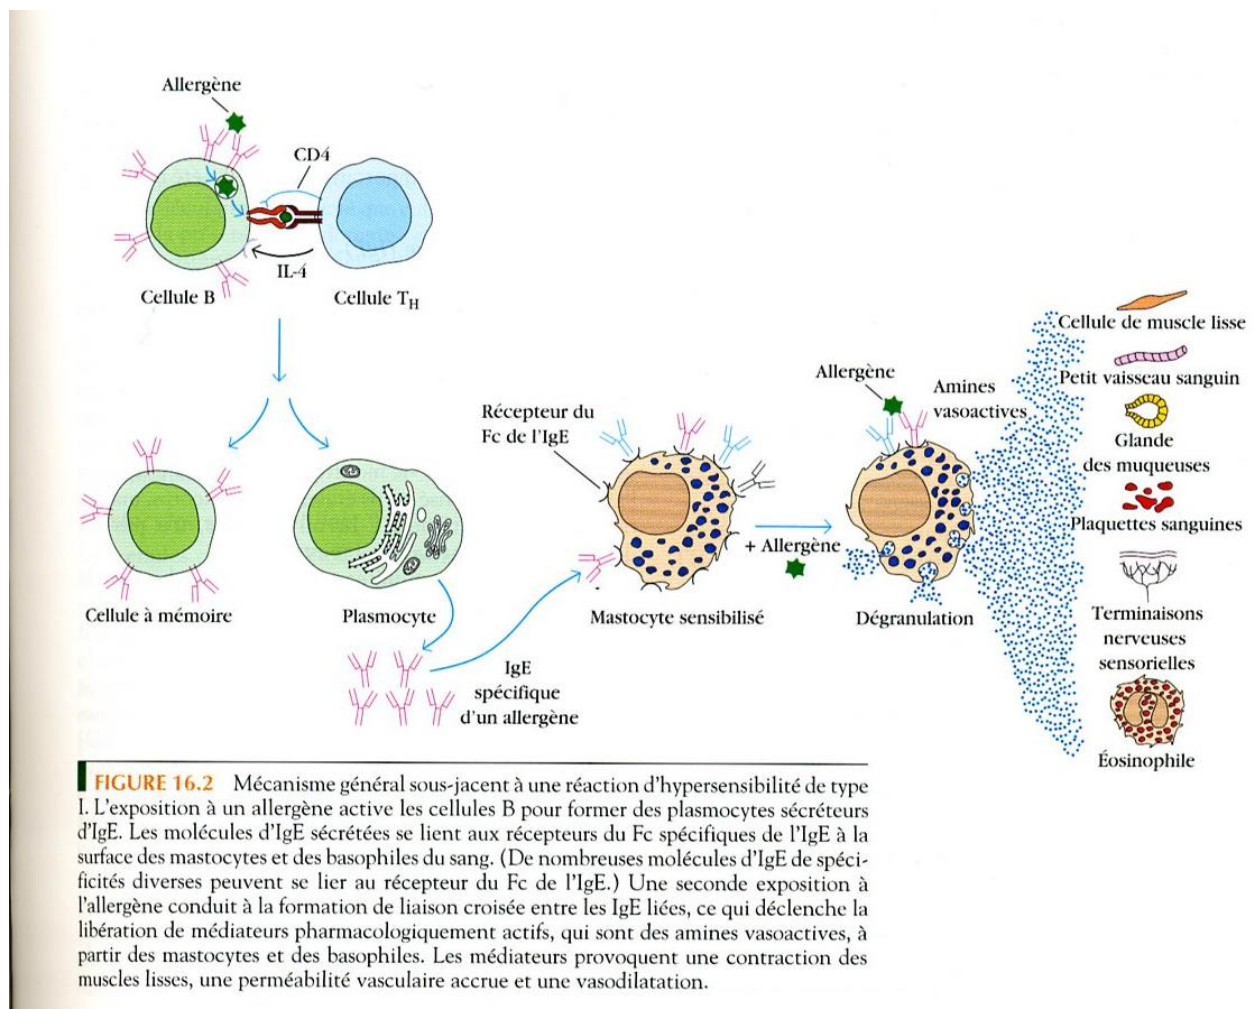 Allergène
CD4
IL-4
Cellule B
Cellule TH
Cellule à mémoire
Plasmocyte
IgE
spécifique
d'un allergène
Récepteur du
Fc de l'IgE
Mastocyte sensibilisé
+ Allergène
Allergène
Amines
vasoactives
Dégranulation
Cellule de muscle lisse
Petit vaisseau sanguin
Glande
des muqueuses
Plaquettes sanguines
Terminaisons
nerveuses
sensorielles
Éosinophile
FIGURE 16.2 Mécanisme général sous-jacent à une réaction d'hypersensibilité de type
I. L'exposition à un allergène active les cellules B pour former des plasmocytes sécréteurs
d'IgE. Les molécules d'IgE sécrétées se lient aux récepteurs du Fc spécifiques de l'IgE à la
surface des mastocytes et des basophiles du sang. (De nombreuses molécules d'IgE de spéci-
ficités diverses peuvent se lier au récepteur du Fc de l'IgE.) Une seconde exposition à
l'allergène conduit à la formation de liaison croisée entre les IgE liées, ce qui déclenche la
libération de médiateurs pharmacologiquement actifs, qui sont des amines vasoactives, à
partir des mastocytes et des basophiles. Les médiateurs provoquent une contraction des
muscles lisses, une perméabilité vasculaire accrue et une vasodilatation.